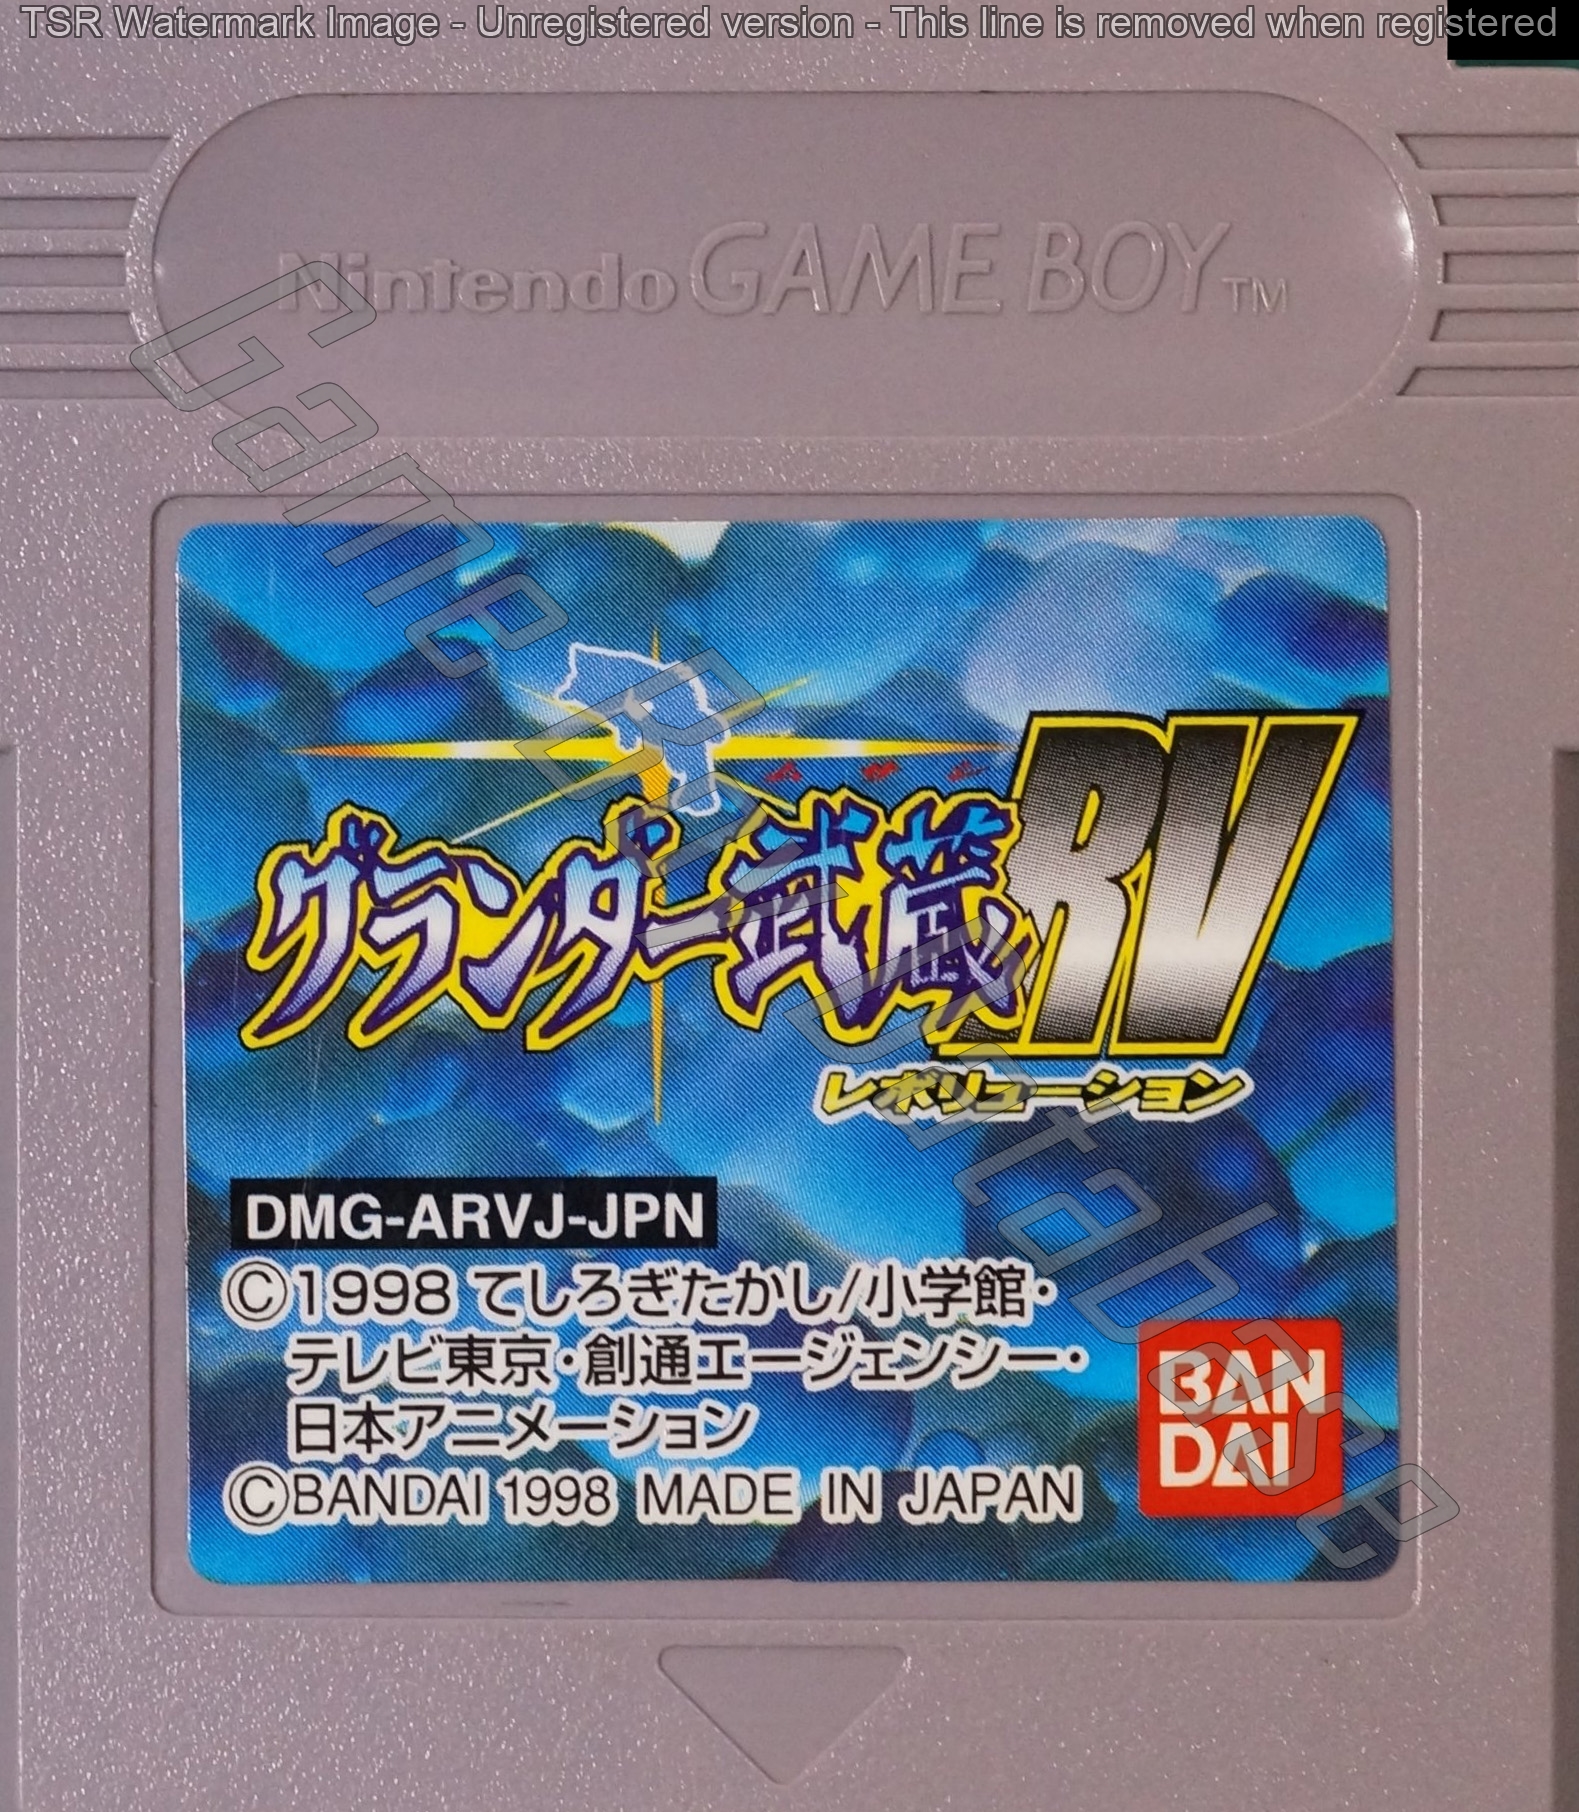 TSR Watermark Image - Unregistered version - This line is removed when registered
Nintendo GAME BOY™
Game Boy Database
グランダー武蔵RV
レボリューション
DMG-ARVJ-JPN
©1998 てしろぎたかし/小学館・
テレビ東京・創通エージェンシー・
日本アニメーション
©BANDAI 1998 MADE IN JAPAN
BAN
DAI